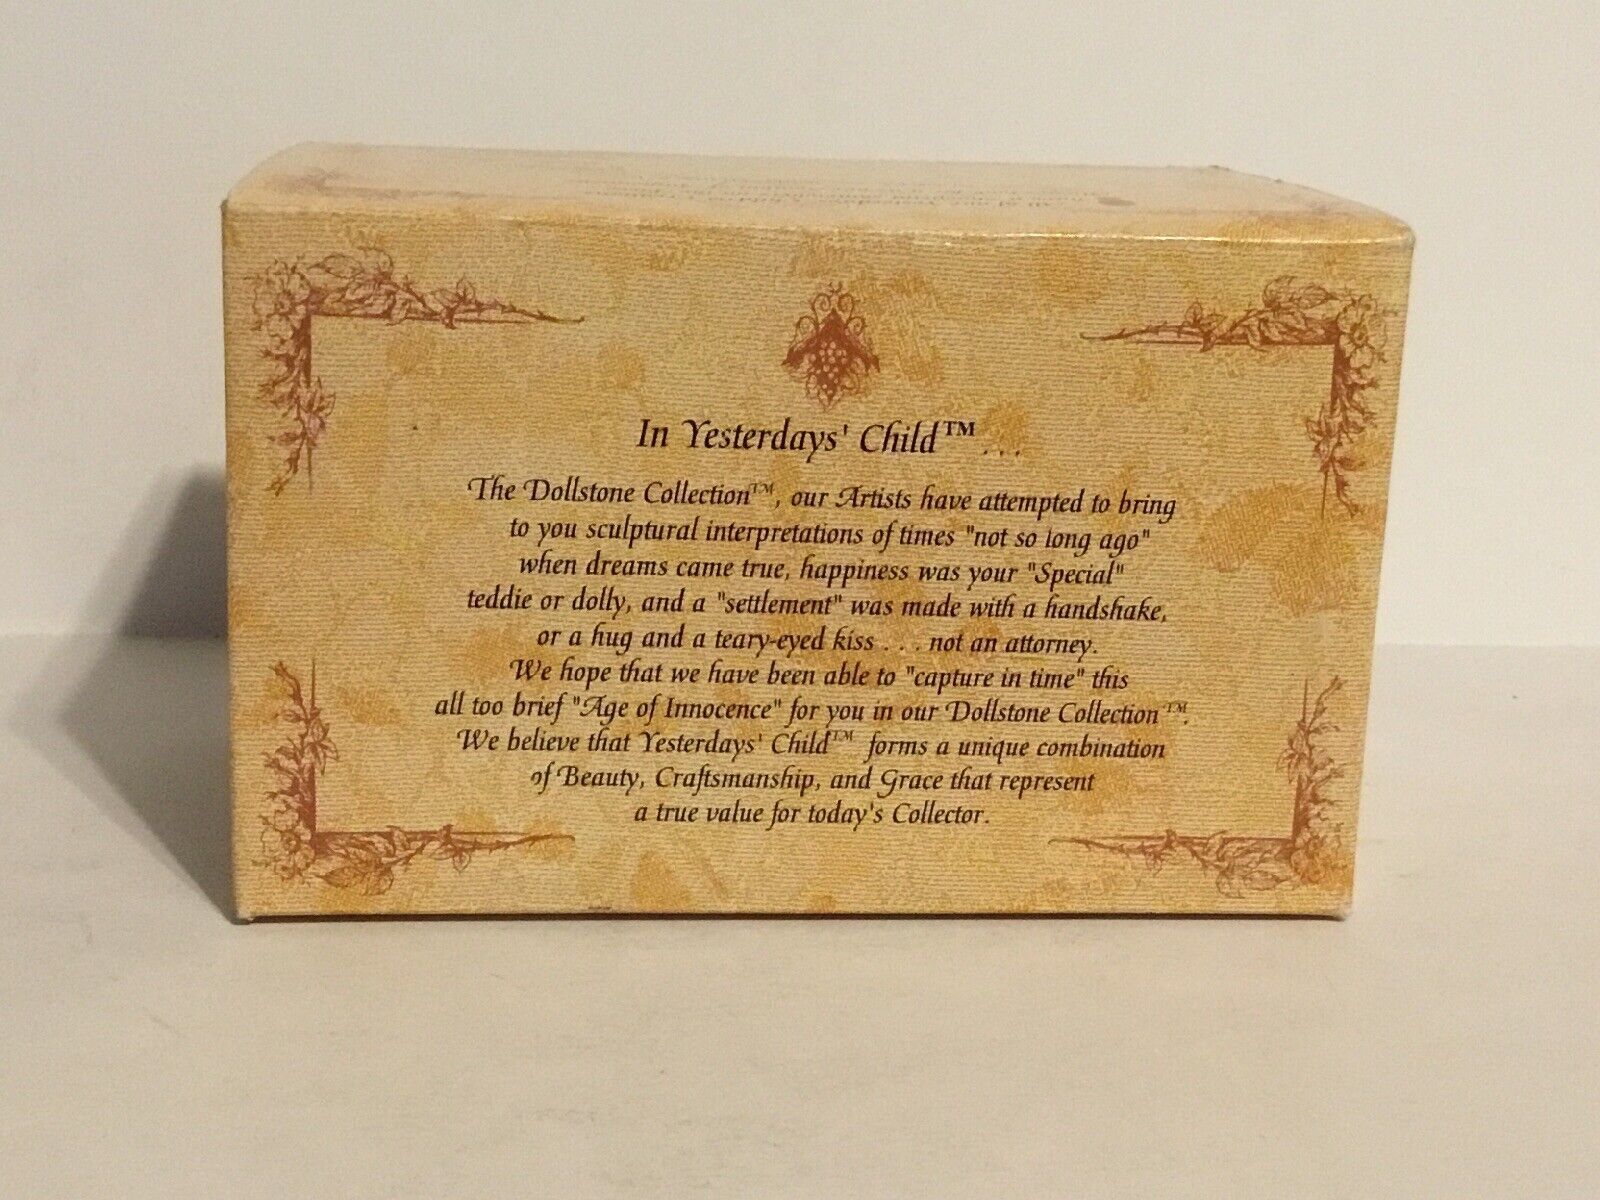 In Yesterdays' Child™ . . .
The Dollstone Collection™, our Artists have attempted to bring
to you sculptural interpretations of times "not so long ago"
when dreams came true, happiness was your "Special"
teddie or dolly, and a "settlement" was made with a handshake,
or a hug and a teary-eyed kiss . . . not an attorney.
We hope that we have been able to "capture in time" this
all too brief "Age of Innocence" for you in our Dollstone Collection™.
We believe that Yesterdays' Child™ forms a unique combination
of Beauty, Craftsmanship, and Grace that represent
a true value for today's Collector.